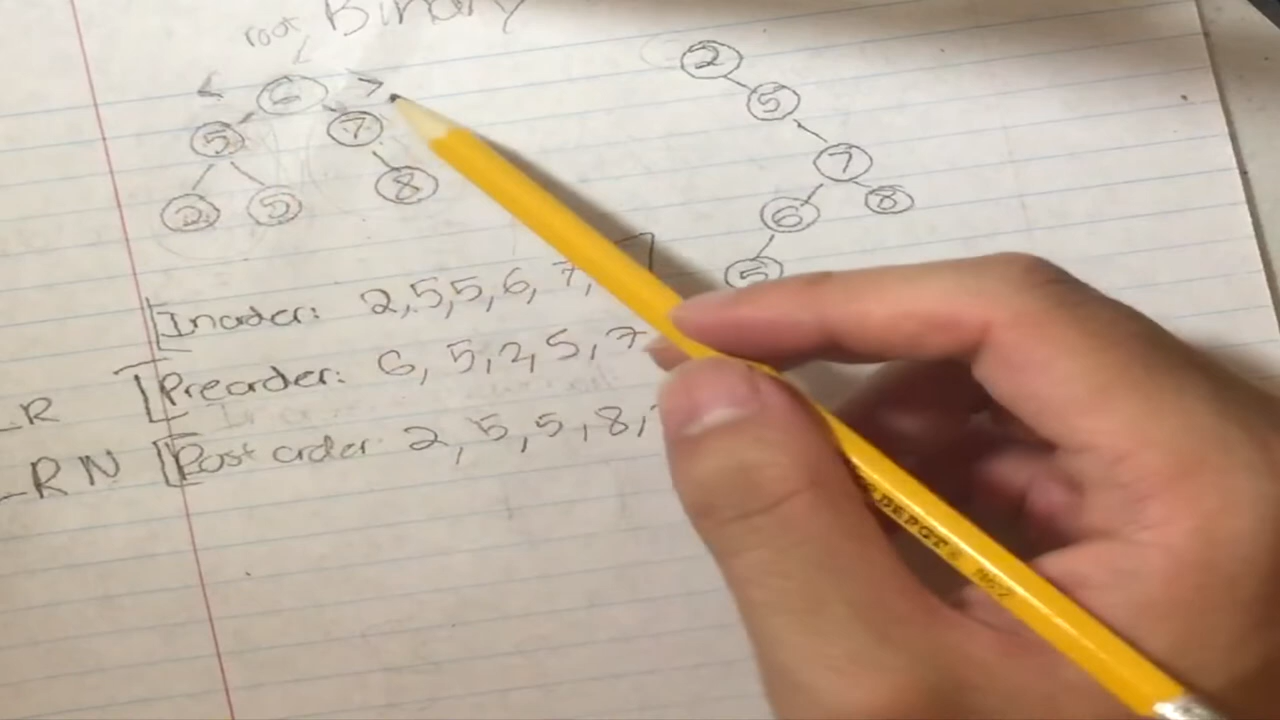 Binary
root
< 6 >
5 7
2 5 8
2
5
7
6 8
5
Inorder: 2, 5, 5, 6, 7,
R Preorder: 6, 5, 2, 5, 7
RN Post order: 2, 5, 5, 8,
DEPOT